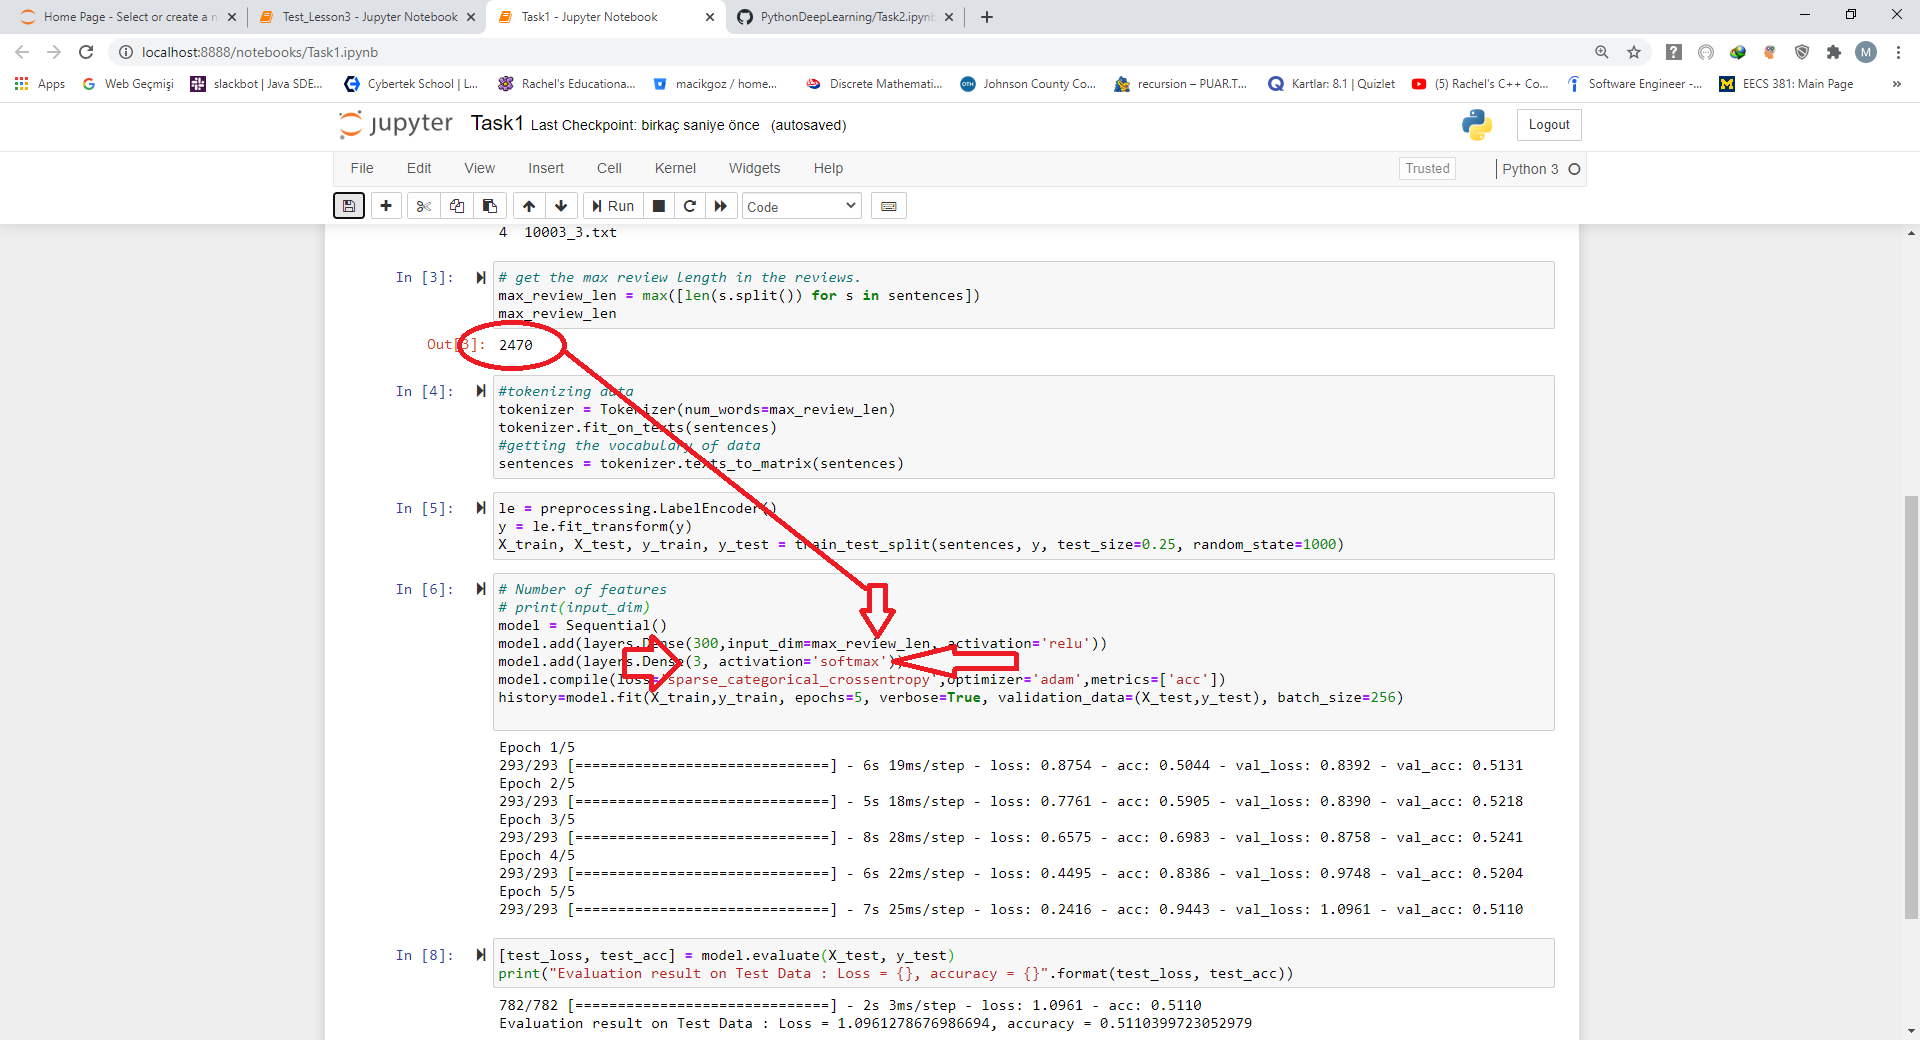 Home Page - Select or create a n
Test_Lesson3 - Jupyter Notebook
Task1 - Jupyter Notebook
PythonDeepLearning/Task2.ipynb
localhost:8888/notebooks/Task1.ipynb
M
Apps
Web Geçmişi
slackbot | Java SDE...
Cybertek School | L...
Rachel's Educationa...
macikgoz / home...
Discrete Mathemati...
Johnson County Co...
recursion – PUAR.T...
Kartlar: 8.1 | Quizlet
(5) Rachel's C++ Co...
Software Engineer -...
EECS 381: Main Page
jupyter Task1 Last Checkpoint: birkaç saniye önce (autosaved)
Logout
File Edit View Insert Cell Kernel Widgets Help
Trusted
Python 3
Run
Code
4 10003_3.txt
In [3]: # get the max review length in the reviews.
max_review_len = max([len(s.split()) for s in sentences])
max_review_len
Out[3]: 2470
In [4]: #tokenizing data
tokenizer = Tokenizer(num_words=max_review_len)
tokenizer.fit_on_texts(sentences)
#getting the vocabulary of data
sentences = tokenizer.texts_to_matrix(sentences)
In [5]: le = preprocessing.LabelEncoder()
y = le.fit_transform(y)
X_train, X_test, y_train, y_test = train_test_split(sentences, y, test_size=0.25, random_state=1000)
In [6]: # Number of features
# print(input_dim)
model = Sequential()
model.add(layers.Dense(300,input_dim=max_review_len, activation='relu'))
model.add(layers.Dense(3, activation='softmax'))
model.compile(loss='sparse_categorical_crossentropy',optimizer='adam',metrics=['acc'])
history=model.fit(X_train,y_train, epochs=5, verbose=True, validation_data=(X_test,y_test), batch_size=256)
Epoch 1/5
293/293 [==============================] - 6s 19ms/step - loss: 0.8754 - acc: 0.5044 - val_loss: 0.8392 - val_acc: 0.5131
Epoch 2/5
293/293 [==============================] - 5s 18ms/step - loss: 0.7761 - acc: 0.5905 - val_loss: 0.8390 - val_acc: 0.5218
Epoch 3/5
293/293 [==============================] - 8s 28ms/step - loss: 0.6575 - acc: 0.6983 - val_loss: 0.8758 - val_acc: 0.5241
Epoch 4/5
293/293 [==============================] - 6s 22ms/step - loss: 0.4495 - acc: 0.8386 - val_loss: 0.9748 - val_acc: 0.5204
Epoch 5/5
293/293 [==============================] - 7s 25ms/step - loss: 0.2416 - acc: 0.9443 - val_loss: 1.0961 - val_acc: 0.5110
In [8]: [test_loss, test_acc] = model.evaluate(X_test, y_test)
print("Evaluation result on Test Data : Loss = {}, accuracy = {}".format(test_loss, test_acc))
782/782 [==============================] - 2s 3ms/step - loss: 1.0961 - acc: 0.5110
Evaluation result on Test Data : Loss = 1.0961278676986694, accuracy = 0.5110399723052979